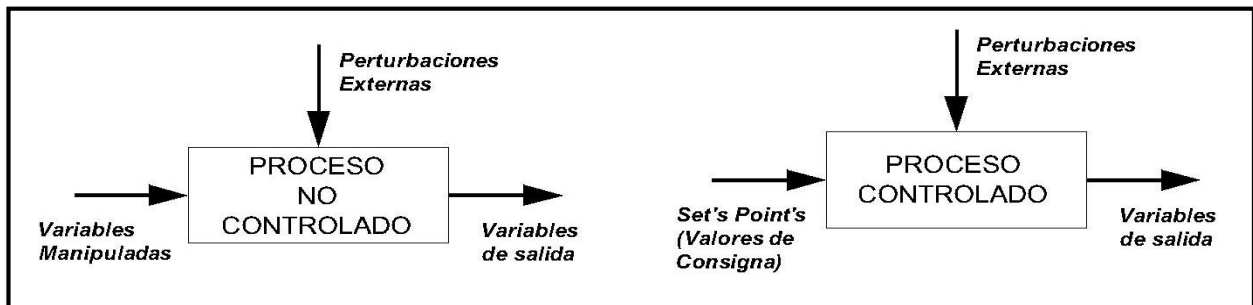 Perturbaciones
Externas
PROCESO
NO
CONTROLADO
Variables
Manipuladas
Variables
de salida
Perturbaciones
Externas
PROCESO
CONTROLADO
Set's Point's
(Valores de
Consigna)
Variables
de salida